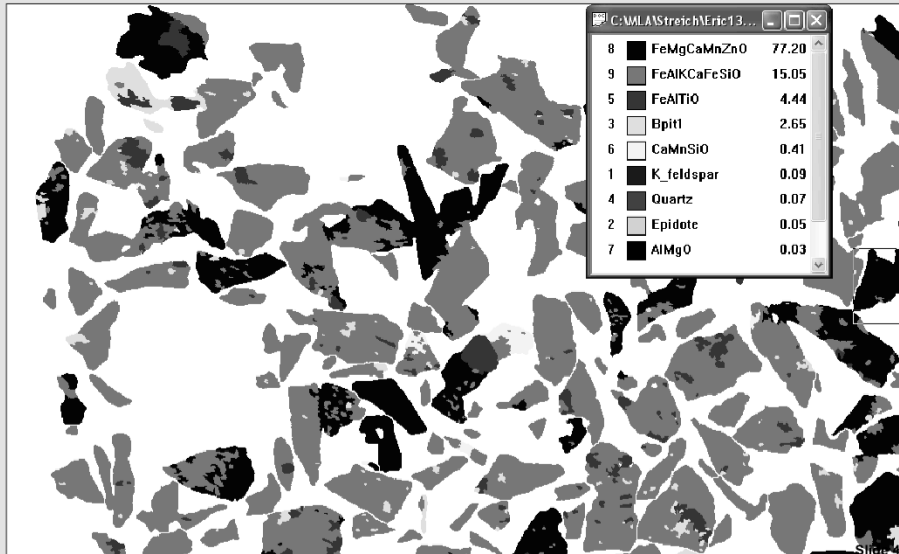 C:\MLA\Streich\Eric13...
8 FeMgCaMnZnO 77.20
9 FeAlKCaFeSiO 15.05
5 FeAlTiO 4.44
3 Bpit1 2.65
6 CaMnSiO 0.41
1 K_feldspar 0.09
4 Quartz 0.07
2 Epidote 0.05
7 AlMgO 0.03